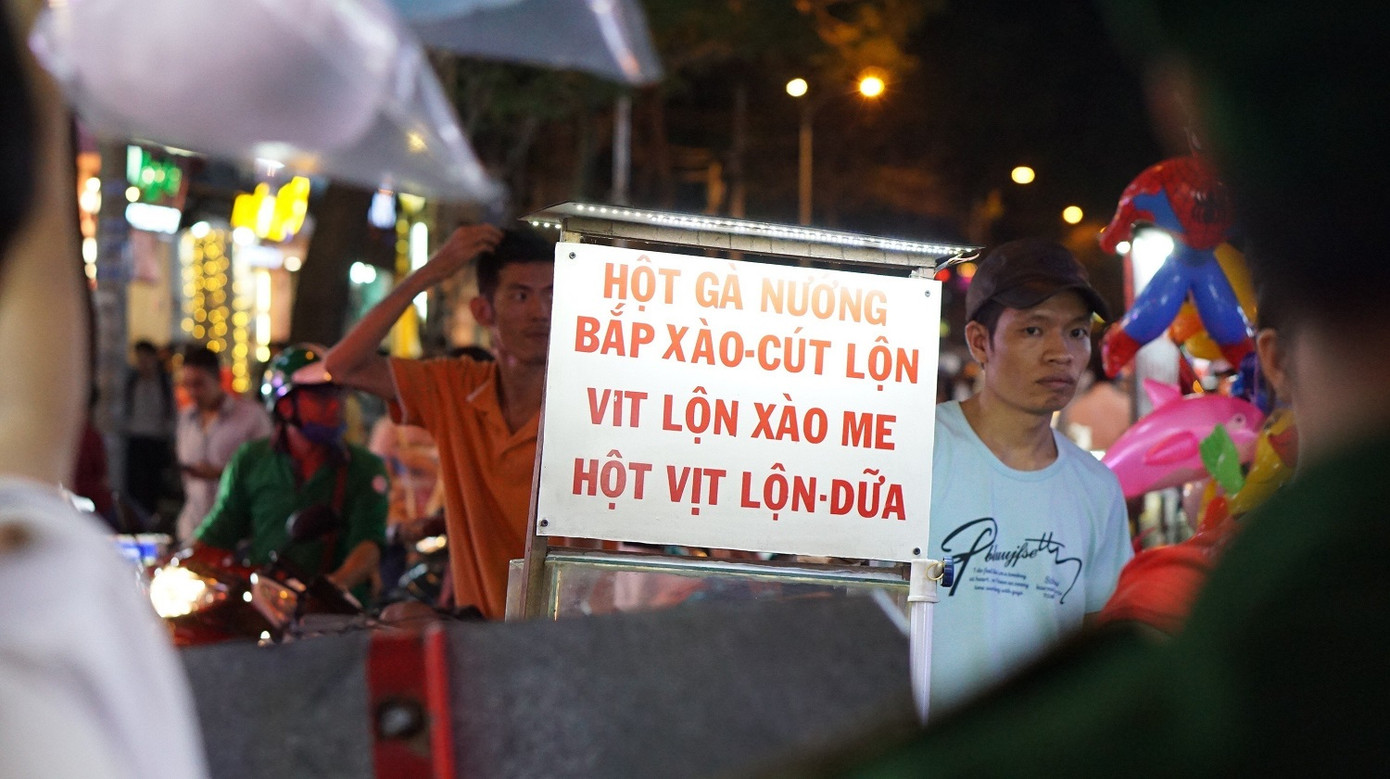 HỘT GÀ NƯỚNG
BẮP XÀO-CÚT LỘN
VIT LỘN XÀO ME
HỘT VỊT LỘN-DỮA